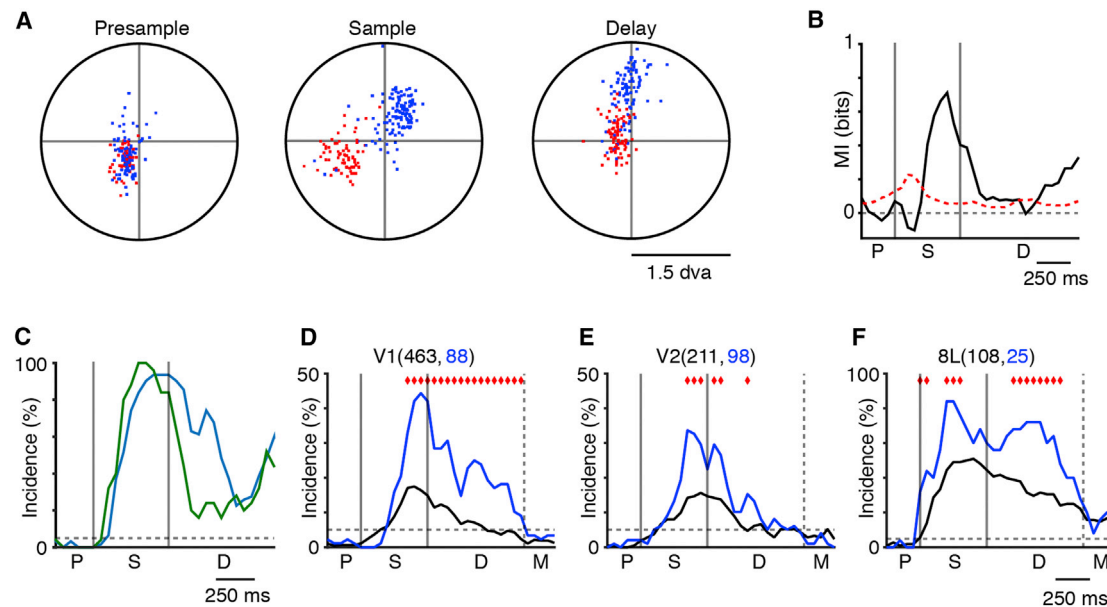 A
Presample
Sample
Delay
1.5 dva
B
1
MI (bits)
0
P
S
D
250 ms
C
100
Incidence (%)
0
P
S
D
250 ms
D
V1(463, 88)
50
Incidence (%)
0
P
S
D
M
E
V2(211, 98)
50
Incidence (%)
0
P
S
D
M
F
8L(108,25)
100
Incidence (%)
0
P
S
D
M
250 ms